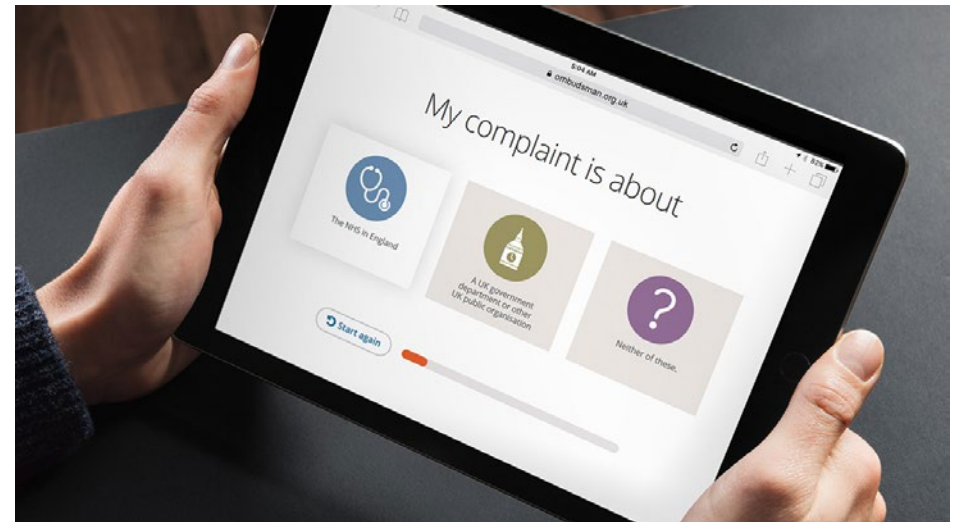 5:04 AM
92%
ombudsman.org.uk
My complaint is about
The NHS in England
A UK government
department or other
UK public organisation
Neither of these.
Start again